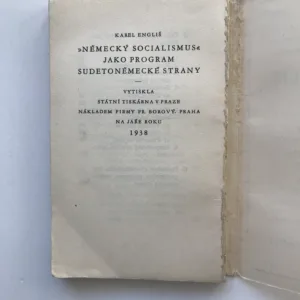 KAREL ENGLIŠ
»NĚMECKÝ SOCIALISMUS«
JAKO PROGRAM
SUDETONĚMECKÉ STRANY
VYTISKLA
STÁTNÍ TISKÁRNA V PRAZE
NÁKLADEM FIRMY FR. BOROVÝ, PRAHA
NA JAŘE ROKU
1938